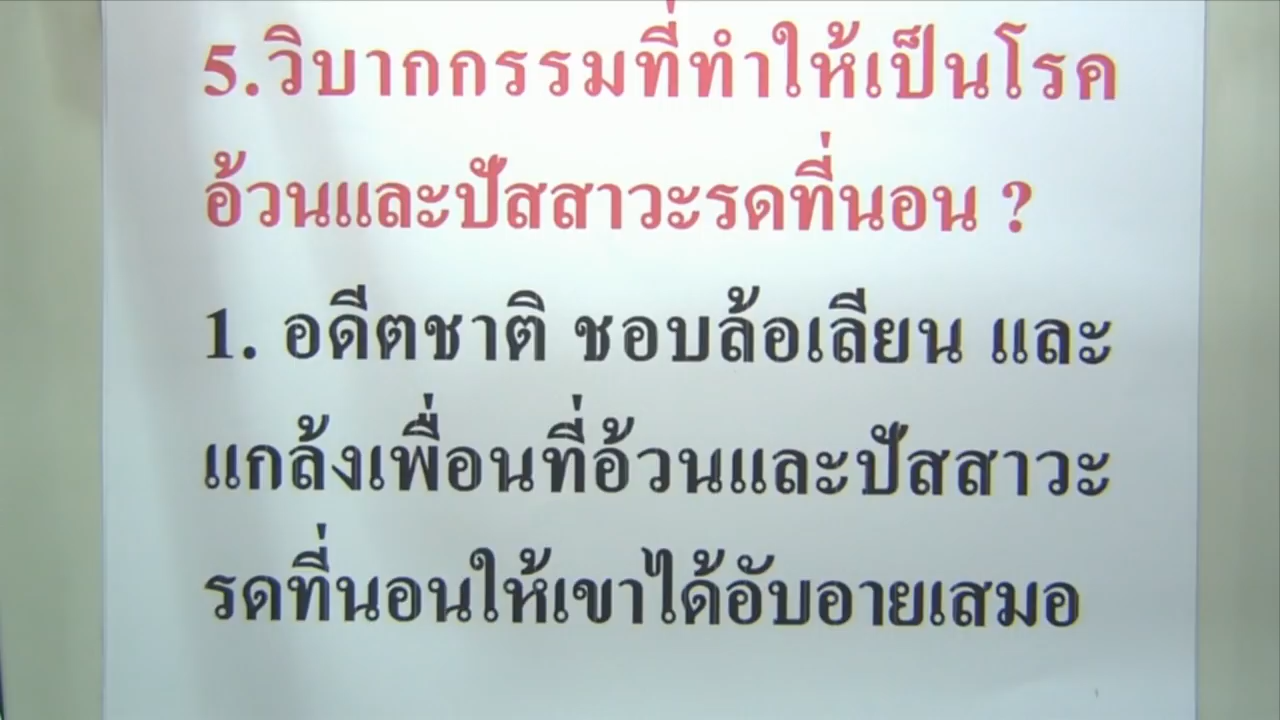 5.วิบากกรรมที่ทำให้เป็นโรค
อ้วนและปัสสาวะรดที่นอน ?
1. อดีตชาติ ชอบล้อเลียน และ
แกล้งเพื่อนที่อ้วนและปัสสาวะ
รดที่นอนให้เขาได้อับอายเสมอ